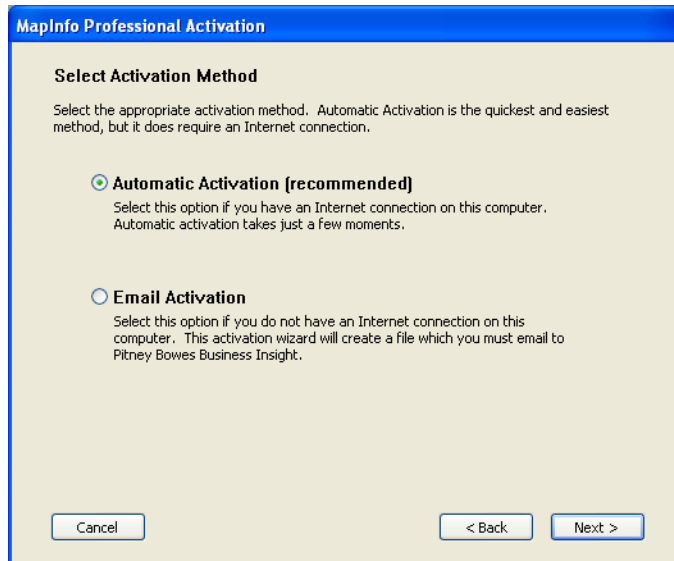 MapInfo Professional Activation
Select Activation Method
Select the appropriate activation method. Automatic Activation is the quickest and easiest
method, but it does require an Internet connection.
Automatic Activation (recommended)
Select this option if you have an Internet connection on this computer.
Automatic activation takes just a few moments.
Email Activation
Select this option if you do not have an Internet connection on this
computer. This activation wizard will create a file which you must email to
Pitney Bowes Business Insight.
Cancel
< Back
Next >